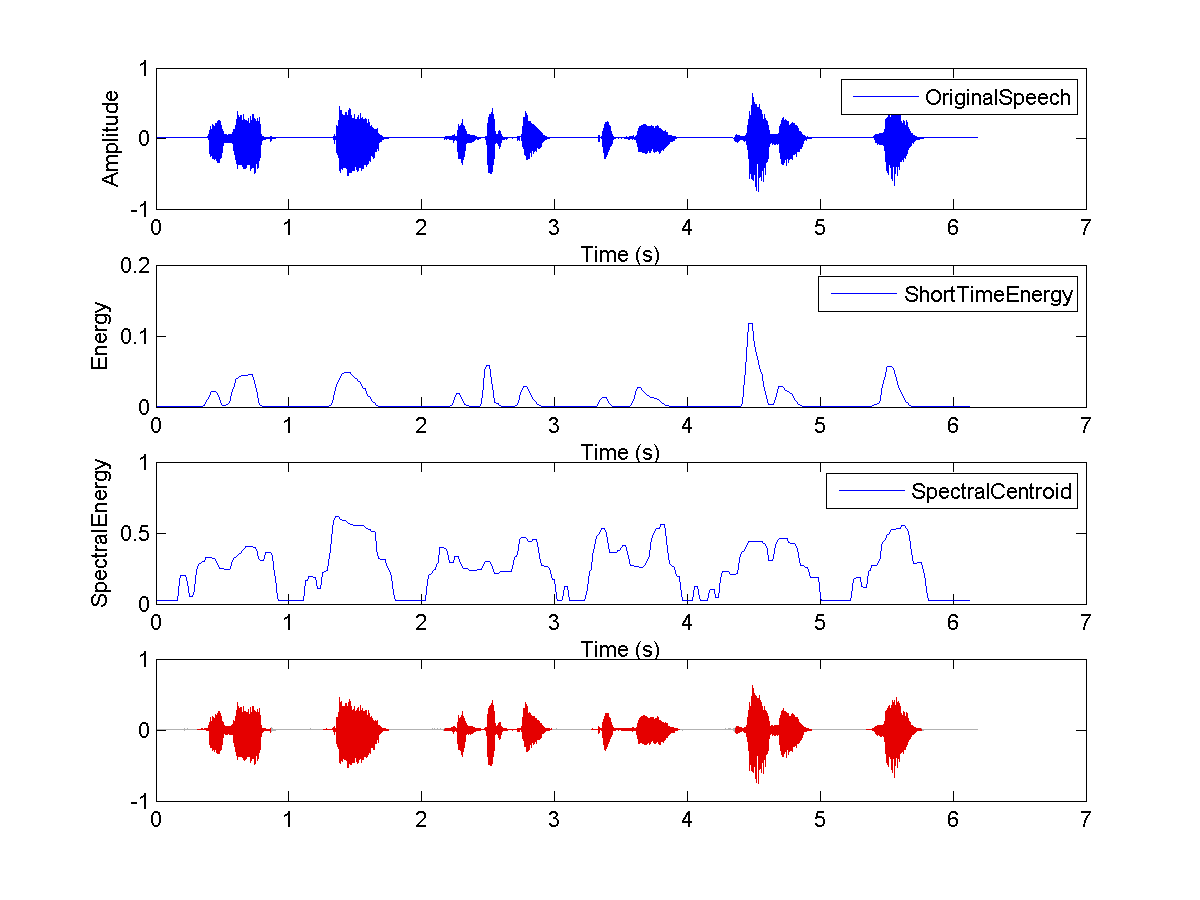 1
OriginalSpeech
Amplitude
0
-1
0 1 2 3 4 5 6 7
Time (s)
0.2
ShortTimeEnergy
Energy
0.1
0
0 1 2 3 4 5 6 7
Time (s)
1
SpectralCentroid
SpectralEnergy
0.5
0
0 1 2 3 4 5 6 7
Time (s)
1
0
-1
0 1 2 3 4 5 6 7